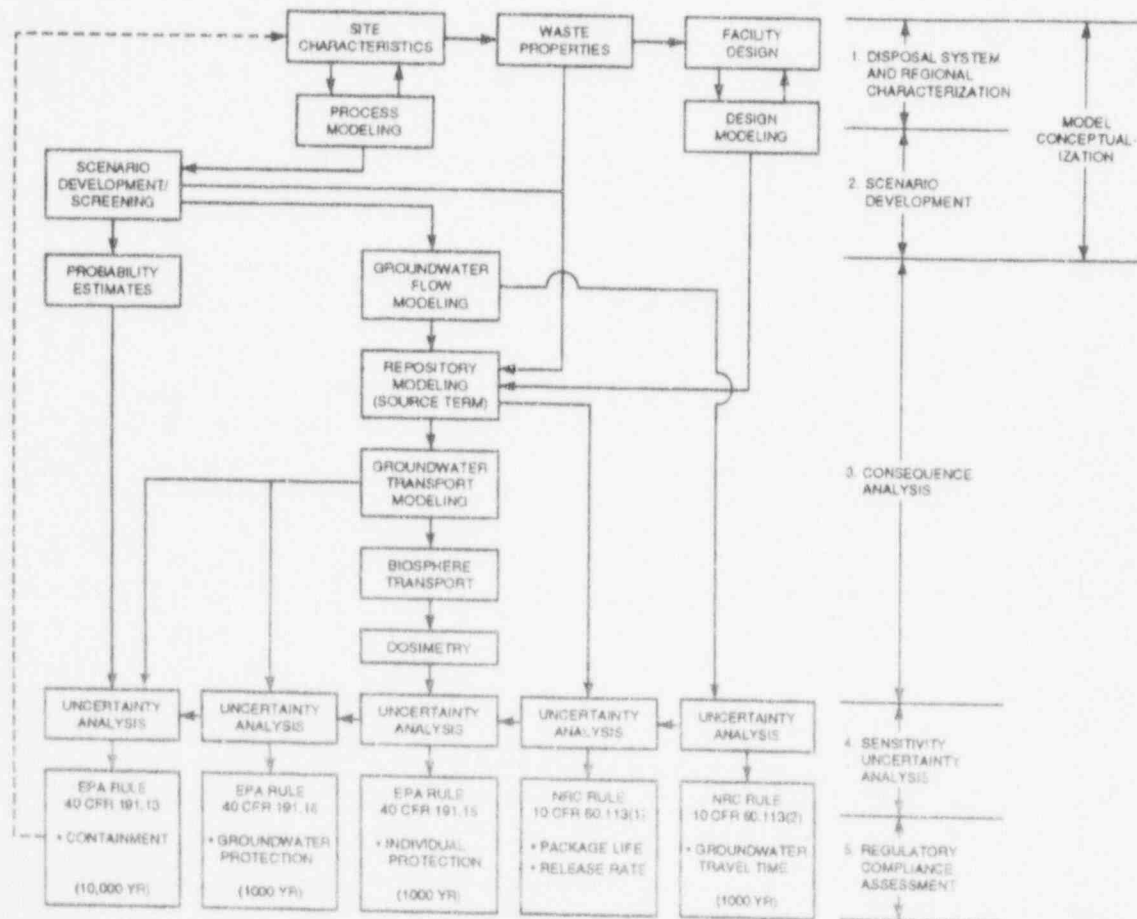 SITE
CHARACTERISTICS
WASTE
PROPERTIES
FACILITY
DESIGN
PROCESS
MODELING
DESIGN
MODELING
SCENARIO
DEVELOPMENT/
SCREENING
PROBABILITY
ESTIMATES
GROUNDWATER
FLOW
MODELING
REPOSITORY
MODELING
(SOURCE TERM)
GROUNDWATER
TRANSPORT
MODELING
BIOSPHERE
TRANSPORT
DOSIMETRY
UNCERTAINTY
ANALYSIS
UNCERTAINTY
ANALYSIS
UNCERTAINTY
ANALYSIS
UNCERTAINTY
ANALYSIS
UNCERTAINTY
ANALYSIS
EPA RULE
40 CFR 191.13
• CONTAINMENT
(10,000 YR)
EPA RULE
40 CFR 191.16
• GROUNDWATER
PROTECTION
(1000 YR)
EPA RULE
40 CFR 191.15
• INDIVIDUAL
PROTECTION
(1000 YR)
NRC RULE
10 CFR 60.113(1)
• PACKAGE LIFE
• RELEASE RATE
NRC RULE
10 CFR 60.113(2)
• GROUNDWATER
TRAVEL TIME
(1000 YR)
1. DISPOSAL SYSTEM
AND REGIONAL
CHARACTERIZATION
2. SCENARIO
DEVELOPMENT
MODEL
CONCEPTUAL-
IZATION
3. CONSEQUENCE
ANALYSIS
4. SENSITIVITY
UNCERTAINTY
ANALYSIS
5. REGULATORY
COMPLIANCE
ASSESSMENT